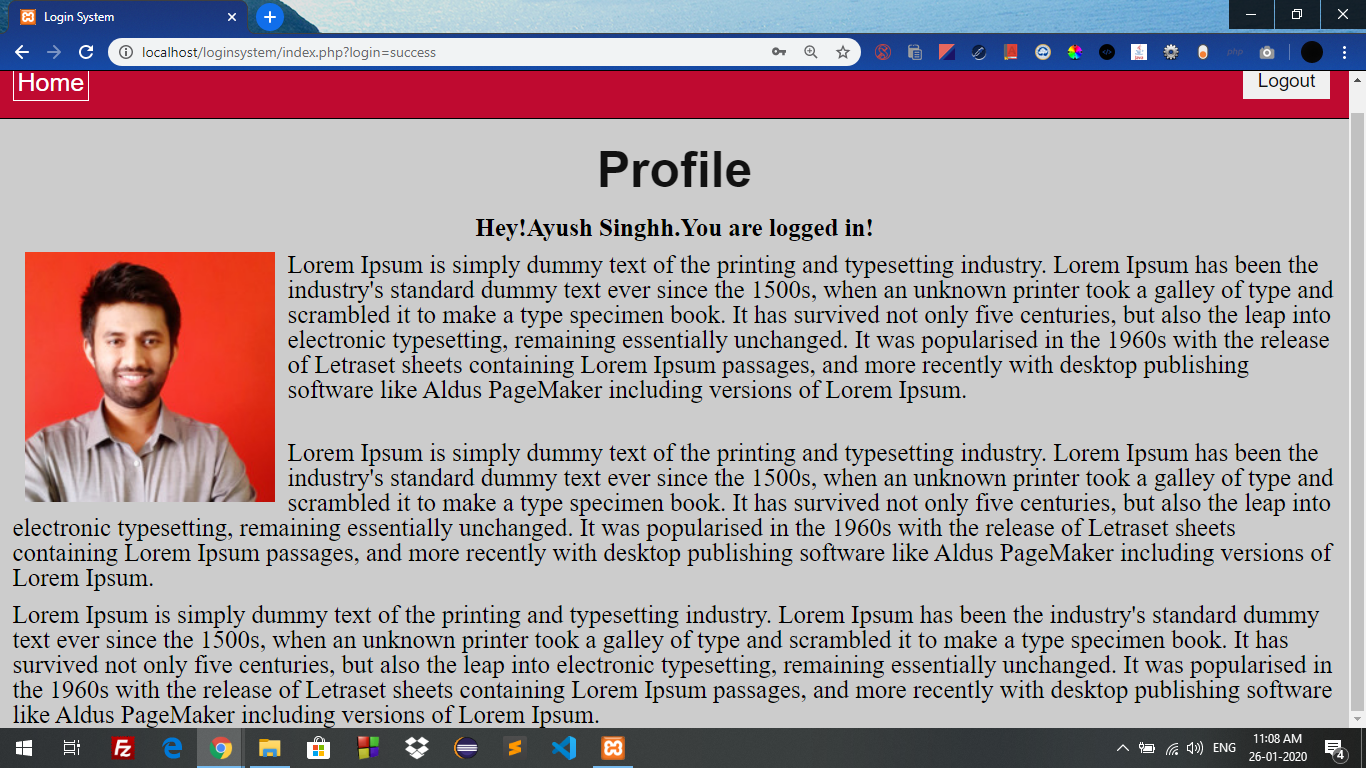 Login System
localhost/loginsystem/index.php?login=success
Home
Logout
Profile
Hey!Ayush Singhh.You are logged in!
Lorem Ipsum is simply dummy text of the printing and typesetting industry. Lorem Ipsum has been the
industry's standard dummy text ever since the 1500s, when an unknown printer took a galley of type and
scrambled it to make a type specimen book. It has survived not only five centuries, but also the leap into
electronic typesetting, remaining essentially unchanged. It was popularised in the 1960s with the release
of Letraset sheets containing Lorem Ipsum passages, and more recently with desktop publishing
software like Aldus PageMaker including versions of Lorem Ipsum.
Lorem Ipsum is simply dummy text of the printing and typesetting industry. Lorem Ipsum has been the
industry's standard dummy text ever since the 1500s, when an unknown printer took a galley of type and
scrambled it to make a type specimen book. It has survived not only five centuries, but also the leap into
electronic typesetting, remaining essentially unchanged. It was popularised in the 1960s with the release of Letraset sheets
containing Lorem Ipsum passages, and more recently with desktop publishing software like Aldus PageMaker including versions of
Lorem Ipsum.
Lorem Ipsum is simply dummy text of the printing and typesetting industry. Lorem Ipsum has been the industry's standard dummy
text ever since the 1500s, when an unknown printer took a galley of type and scrambled it to make a type specimen book. It has
survived not only five centuries, but also the leap into electronic typesetting, remaining essentially unchanged. It was popularised in
the 1960s with the release of Letraset sheets containing Lorem Ipsum passages, and more recently with desktop publishing software
like Aldus PageMaker including versions of Lorem Ipsum.
ENG
11:08 AM
26-01-2020
4